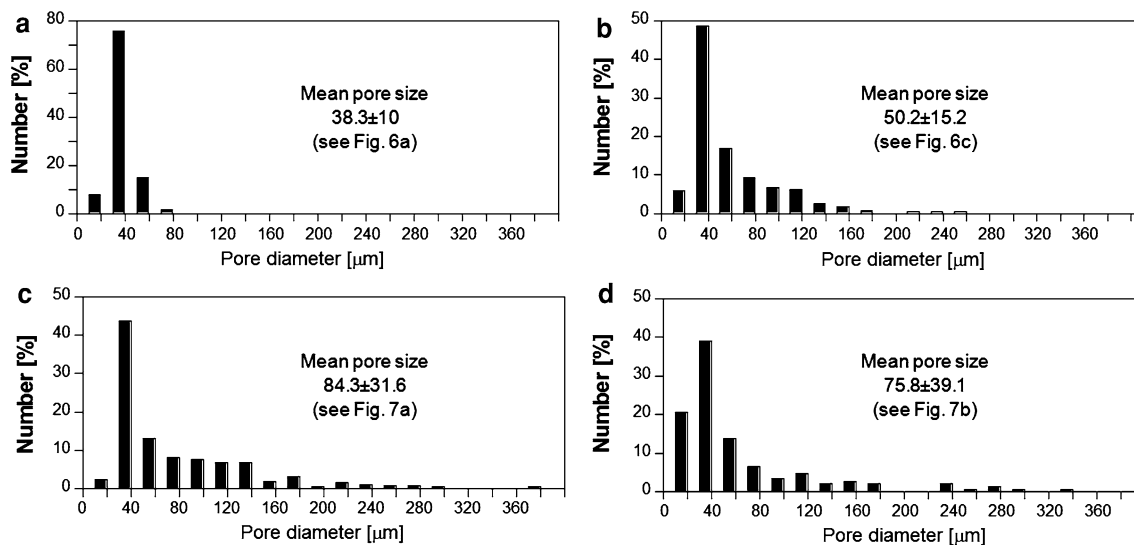 a
80
60
40
20
0
Number [%]
Mean pore size
38.3±10
(see Fig. 6a)
0 40 80 120 160 200 240 280 320 360
Pore diameter [μm]
b
50
40
30
20
10
0
Number [%]
Mean pore size
50.2±15.2
(see Fig. 6c)
0 40 80 120 160 200 240 280 320 360
Pore diameter [μm]
c
50
40
30
20
10
0
Number [%]
Mean pore size
84.3±31.6
(see Fig. 7a)
0 40 80 120 160 200 240 280 320 360
Pore diameter [μm]
d
50
40
30
20
10
0
Number [%]
Mean pore size
75.8±39.1
(see Fig. 7b)
0 40 80 120 160 200 240 280 320 360
Pore diameter [μm]